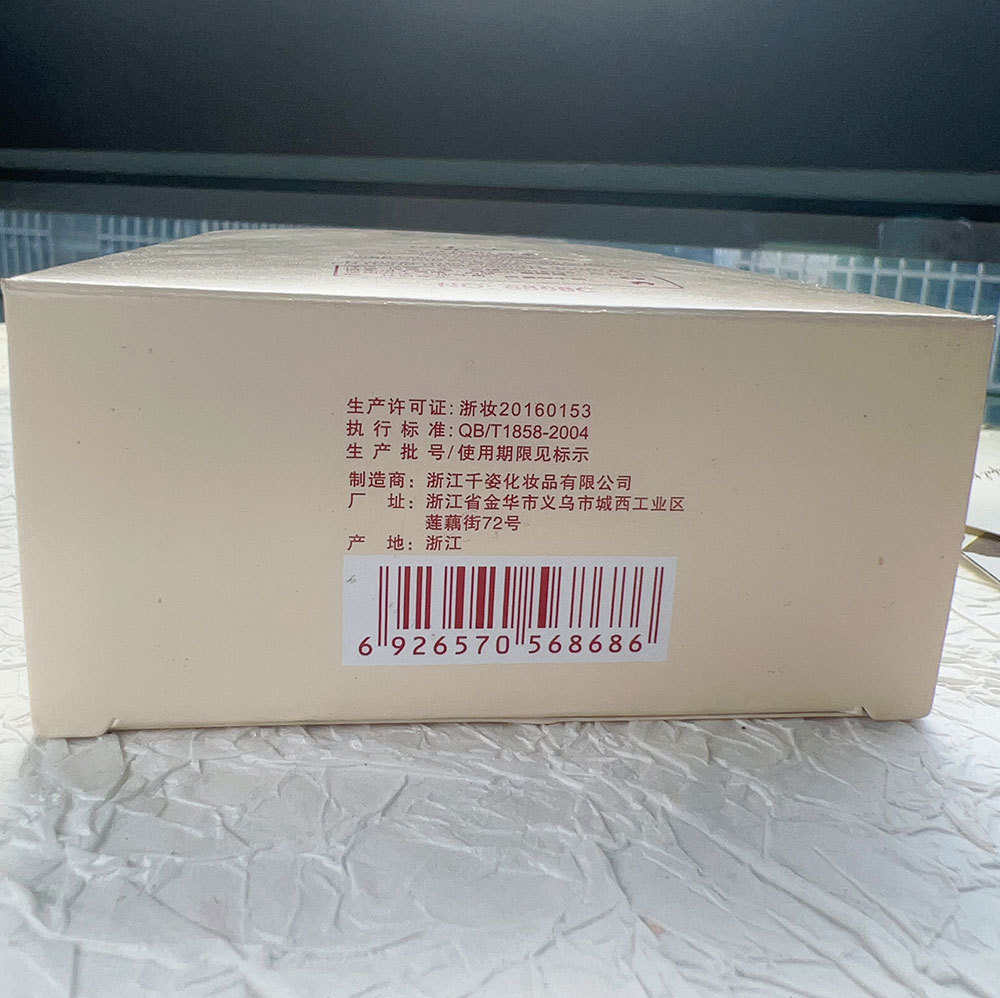 生产许可证: 浙妆20160153
执行标准: QB/T1858-2004
生产批号/使用期限见标示
制造商: 浙江千姿化妆品有限公司
厂 址: 浙江省金华市义乌市城西工业区
莲藕街72号
产 地: 浙江
6 926570 568686